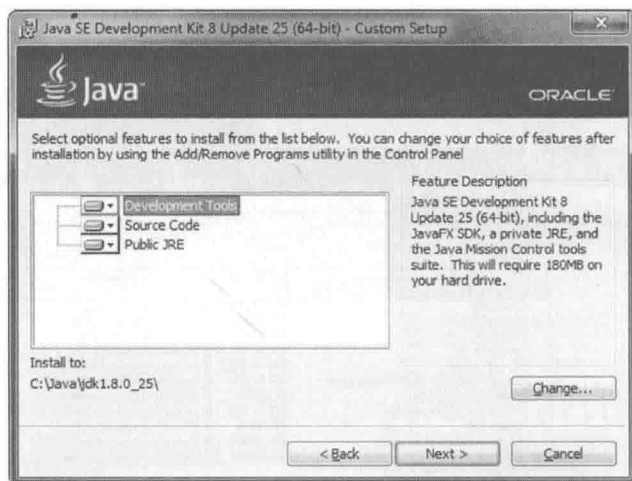 Java SE Development Kit 8 Update 25 (64-bit) - Custom Setup
Java
ORACLE
Select optional features to install from the list below. You can change your choice of features after
installation by using the Add/Remove Programs utility in the Control Panel
Development Tools
Source Code
Public JRE
Feature Description
Java SE Development Kit 8
Update 25 (64-bit), including the
JavaFX SDK, a private JRE, and
the Java Mission Control tools
suite. This will require 180MB on
your hard drive.
Install to:
C:\Java\jdk1.8.0_25\
Change...
< Back
Next >
Cancel